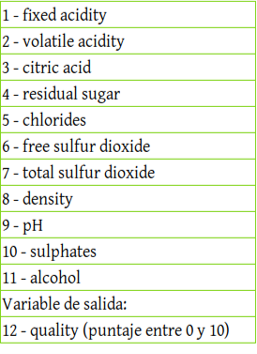 1 - fixed acidity
2 - volatile acidity
3 - citric acid
4 - residual sugar
5 - chlorides
6 - free sulfur dioxide
7 - total sulfur dioxide
8 - density
9 - pH
10 - sulphates
11 - alcohol
Variable de salida:
12 - quality (puntaje entre 0 y 10)